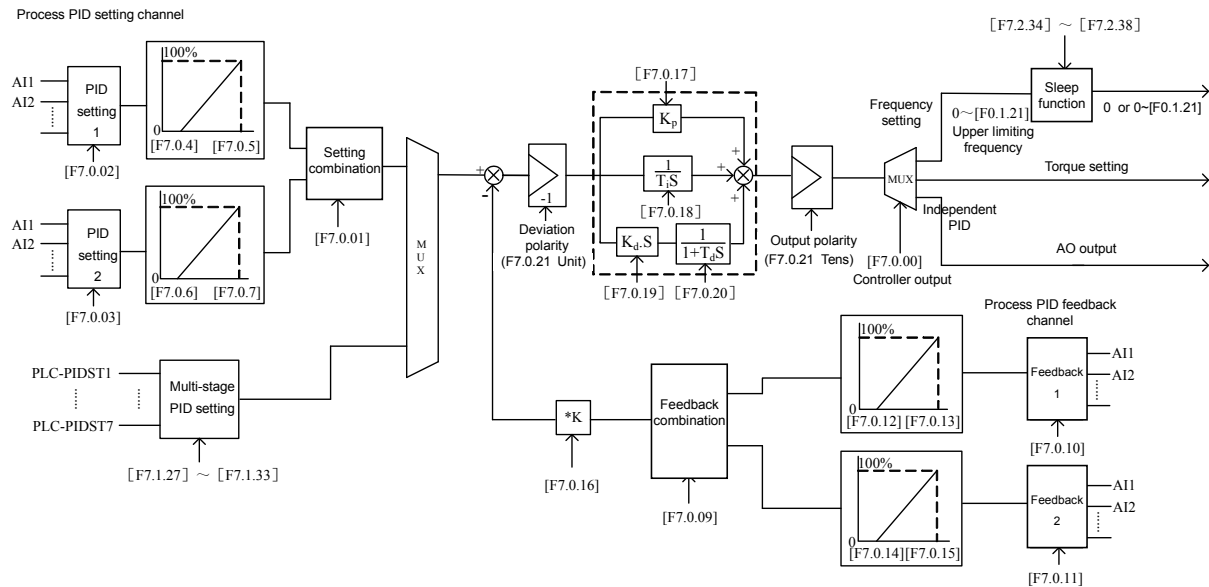 Process PID setting channel
AI1
AI2
PID
setting
1
[F7.0.02]
100%
0
[F7.0.4]
[F7.0.5]
AI1
AI2
PID
setting
2
[F7.0.03]
100%
0
[F7.0.6]
[F7.0.7]
Setting
combination
[F7.0.01]
PLC-PIDST1
PLC-PIDST7
Multi-stage
PID setting
[F7.1.27] ~ [F7.1.33]
MUX
+
-
-1
Deviation
polarity
(F7.0.21 Unit)
[F7.0.17]
Kp
1
TiS
[F7.0.18]
Kd.S
1
1+TdS
[F7.0.19]
[F7.0.20]
+
+
+
Output polarity
(F7.0.21 Tens)
MUX
[F7.0.00]
Controller output
Frequency
setting
0~[F0.1.21]
Upper limiting
frequency
[F7.2.34] ~ [F7.2.38]
Sleep
function
0 or 0~[F0.1.21]
Torque setting
Independent
PID
AO output
Process PID feedback
channel
*K
[F7.0.16]
Feedback
combination
[F7.0.09]
100%
0
[F7.0.12]
[F7.0.13]
Feedback
1
AI1
AI2
[F7.0.10]
100%
0
[F7.0.14]
[F7.0.15]
Feedback
2
AI1
AI2
[F7.0.11]